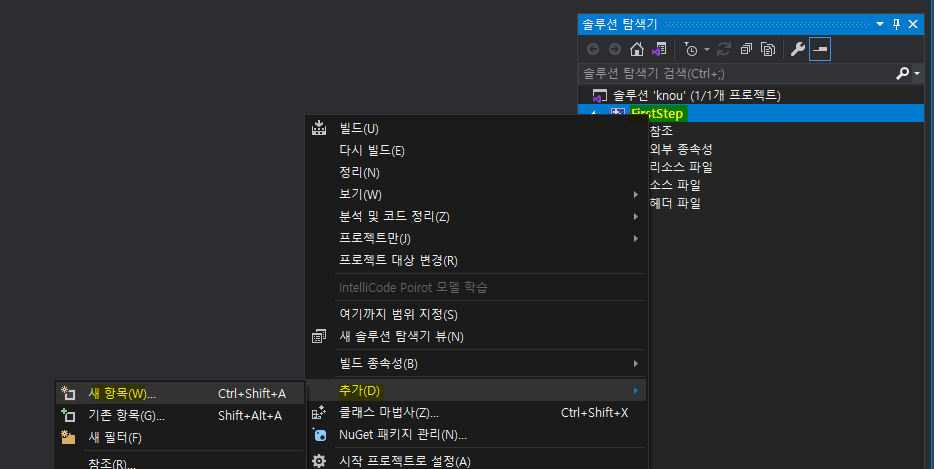 솔루션 탐색기
솔루션 탐색기 검색(Ctrl+;)
솔루션 'knou' (1/1개 프로젝트)
FirstStep
참조
외부 종속성
리소스 파일
소스 파일
헤더 파일
빌드(U)
다시 빌드(E)
정리(N)
보기(W)
분석 및 코드 정리(Z)
프로젝트만(J)
프로젝트 대상 변경(R)
IntelliCode Poirot 모델 학습
여기까지 범위 지정(S)
새 솔루션 탐색기 뷰(N)
빌드 종속성(B)
추가(D)
클래스 마법사(Z)... Ctrl+Shift+X
NuGet 패키지 관리(N)...
시작 프로젝트로 설정(A)
새 항목(W)... Ctrl+Shift+A
기존 항목(G)... Shift+Alt+A
새 필터(F)
참조(R)...